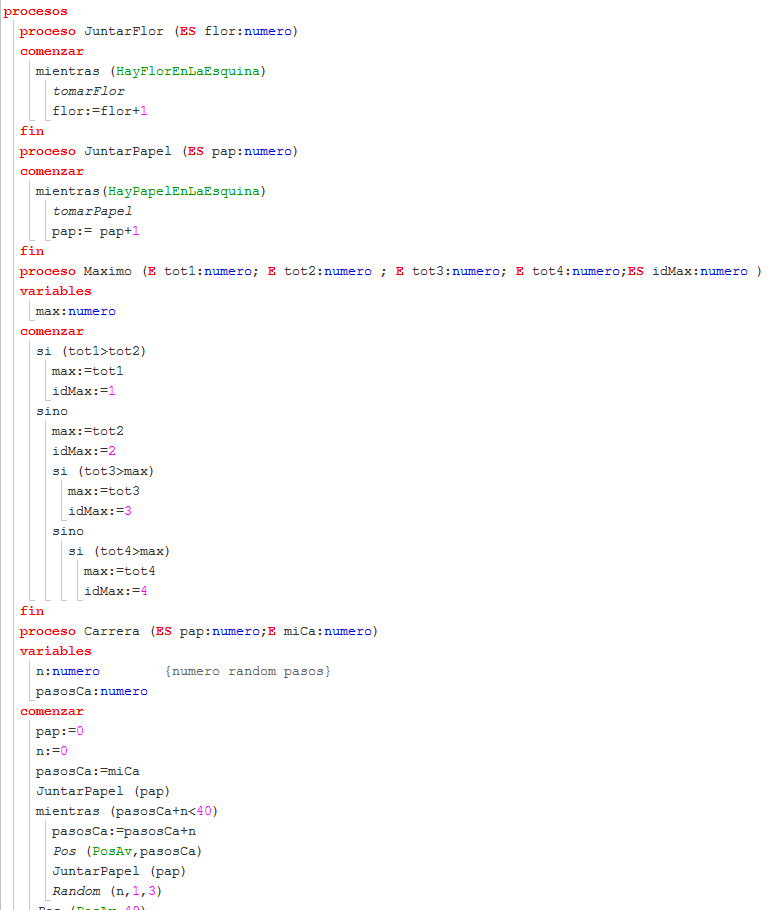 procesos
proceso JuntarFlor (ES flor:numero)
comenzar
mientras (HayFlorEnLaEsquina)
tomarFlor
flor:=flor+1
fin
proceso JuntarPapel (ES pap:numero)
comenzar
mientras(HayPapelEnLaEsquina)
tomarPapel
pap:= pap+1
fin
proceso Maximo (E tot1:numero; E tot2:numero ; E tot3:numero; E tot4:numero;ES idMax:numero )
variables
max:numero
comenzar
si (tot1>tot2)
max:=tot1
idMax:=1
sino
max:=tot2
idMax:=2
si (tot3>max)
max:=tot3
idMax:=3
sino
si (tot4>max)
max:=tot4
idMax:=4
fin
proceso Carrera (ES pap:numero;E miCa:numero)
variables
n:numero {numero random pasos}
pasosCa:numero
comenzar
pap:=0
n:=0
pasosCa:=miCa
JuntarPapel (pap)
mientras (pasosCa+n<40)
pasosCa:=pasosCa+n
Pos (PosAv,pasosCa)
JuntarPapel (pap)
Random (n,1,3)
Pos (PosAv,40)